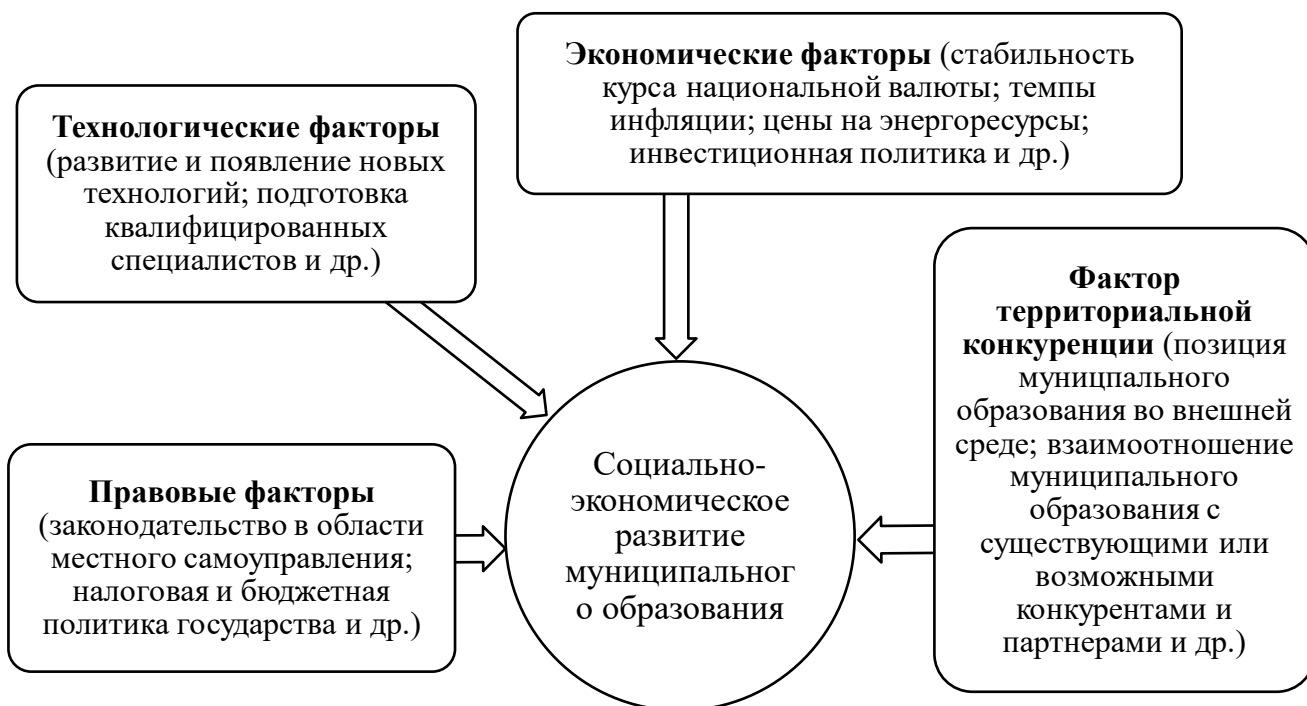 Экономические факторы (стабильность
курса национальной валюты; темпы
инфляции; цены на энергоресурсы;
инвестиционная политика и др.)
Технологические факторы
(развитие и появление новых
технологий; подготовка
квалифицированных
специалистов и др.)
Фактор
территориальной
конкуренции (позиция
муницпального
образования во внешней
среде; взаимоотношение
муниципального
образования с
существующими или
возможными
конкурентами и
партнерами и др.)
Правовые факторы
(законодательство в области
местного самоуправления;
налоговая и бюджетная
политика государства и др.)
Социально-
экономическое
развитие
муниципальног
о образования